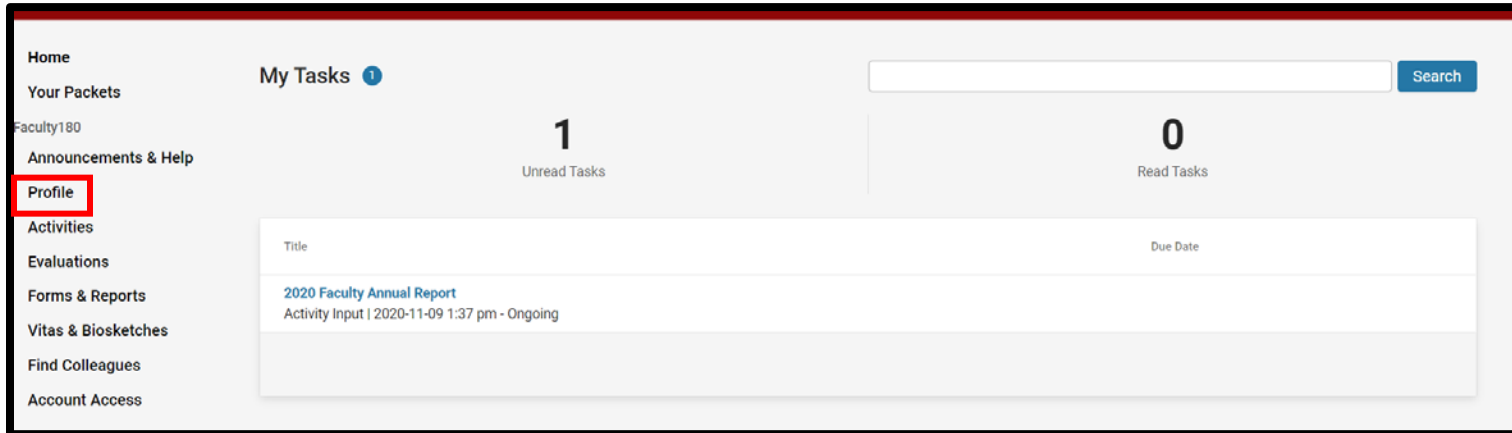 Home
Your Packets
Faculty180
Announcements & Help
Profile
Activities
Evaluations
Forms & Reports
Vitas & Biosketches
Find Colleagues
Account Access
My Tasks 1
Search
1
Unread Tasks
0
Read Tasks
Title Due Date
2020 Faculty Annual Report
Activity Input | 2020-11-09 1:37 pm - Ongoing